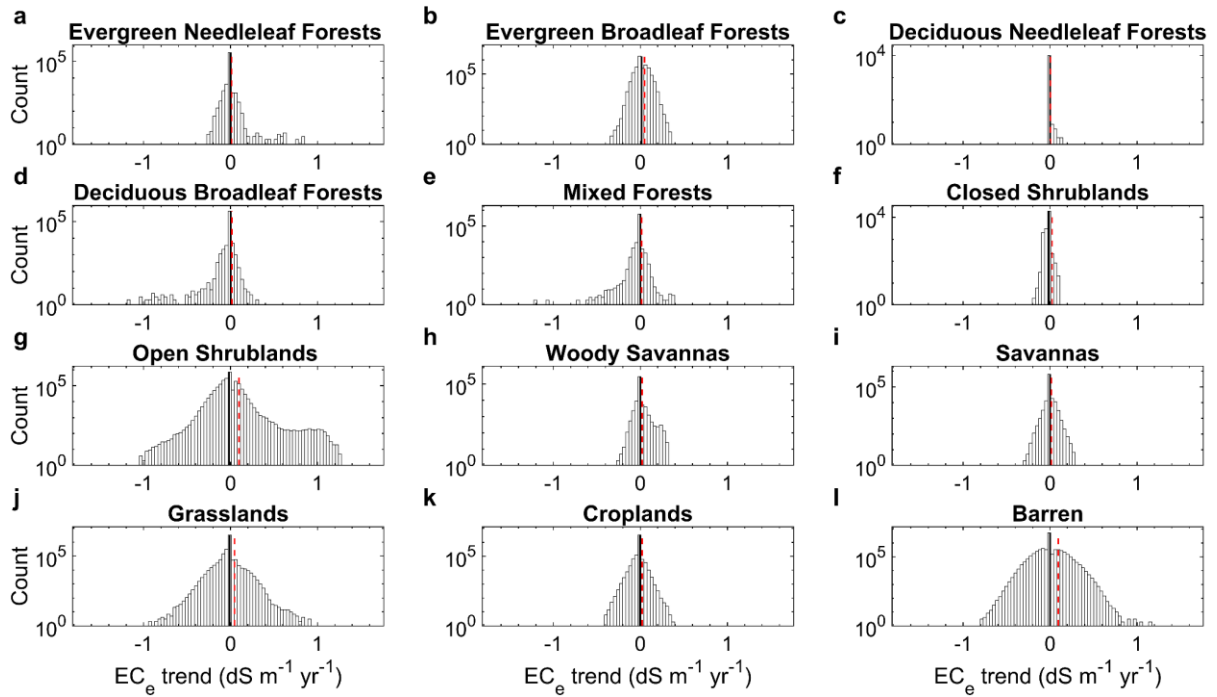 a b c
Evergreen Needleleaf Forests Evergreen Broadleaf Forests Deciduous Needleleaf Forests
10^5 10^5 10^4
Count
10^0 10^0 10^0
-1 0 1 -1 0 1 -1 0 1
d e f
Deciduous Broadleaf Forests Mixed Forests Closed Shrublands
10^5 10^5 10^4
Count
10^0 10^0 10^0
-1 0 1 -1 0 1 -1 0 1
g h i
Open Shrublands Woody Savannas Savannas
10^5 10^5 10^5
Count
10^0 10^0 10^0
-1 0 1 -1 0 1 -1 0 1
j k l
Grasslands Croplands Barren
10^5 10^5 10^5
Count
10^0 10^0 10^0
-1 0 1 -1 0 1 -1 0 1
EC_e trend (dS m^-1 yr^-1) EC_e trend (dS m^-1 yr^-1) EC_e trend (dS m^-1 yr^-1)